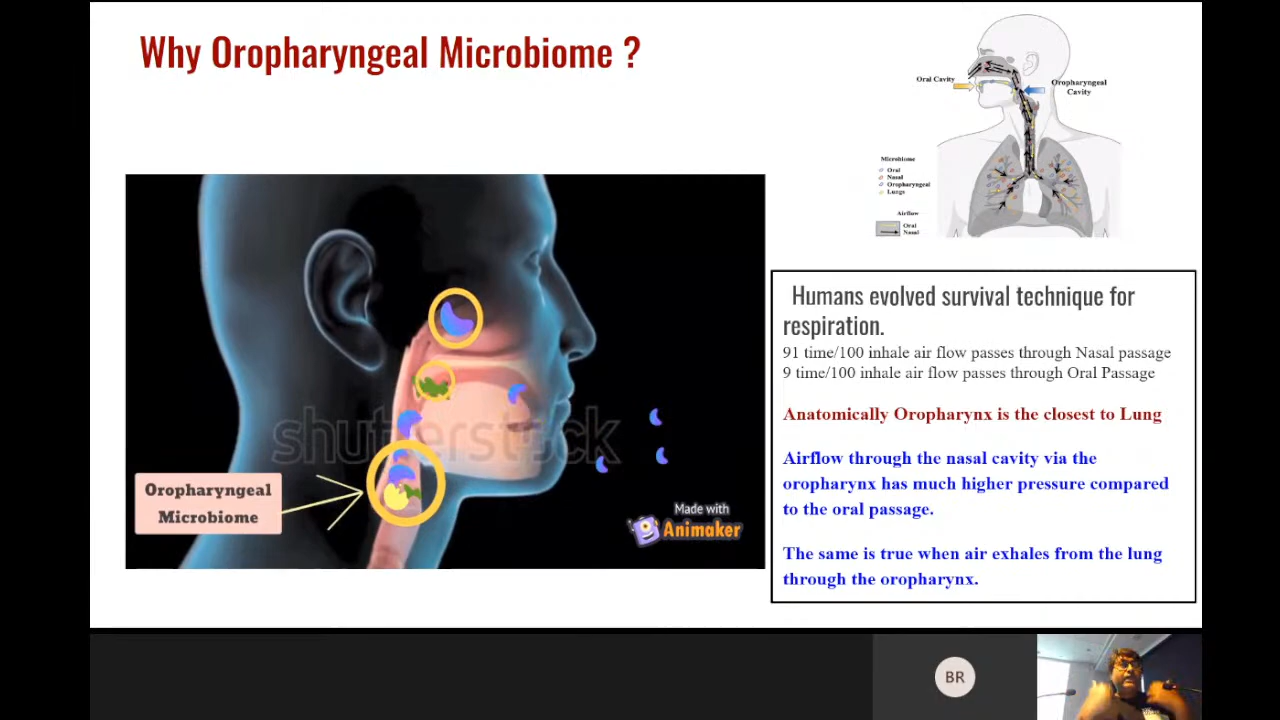 Why Oropharyngeal Microbiome ?
Oral Cavity
Oropharyngeal
Cavity
Microbiome
Oral
Nasal
Oropharyngeal
Lungs
Airflow
Oral
Nasal
shutterstock
Oropharyngeal
Microbiome
Made with
Animaker
Humans evolved survival technique for
respiration.
91 time/100 inhale air flow passes through Nasal passage
9 time/100 inhale air flow passes through Oral Passage
Anatomically Oropharynx is the closest to Lung
Airflow through the nasal cavity via the
oropharynx has much higher pressure compared
to the oral passage.
The same is true when air exhales from the lung
through the oropharynx.
BR